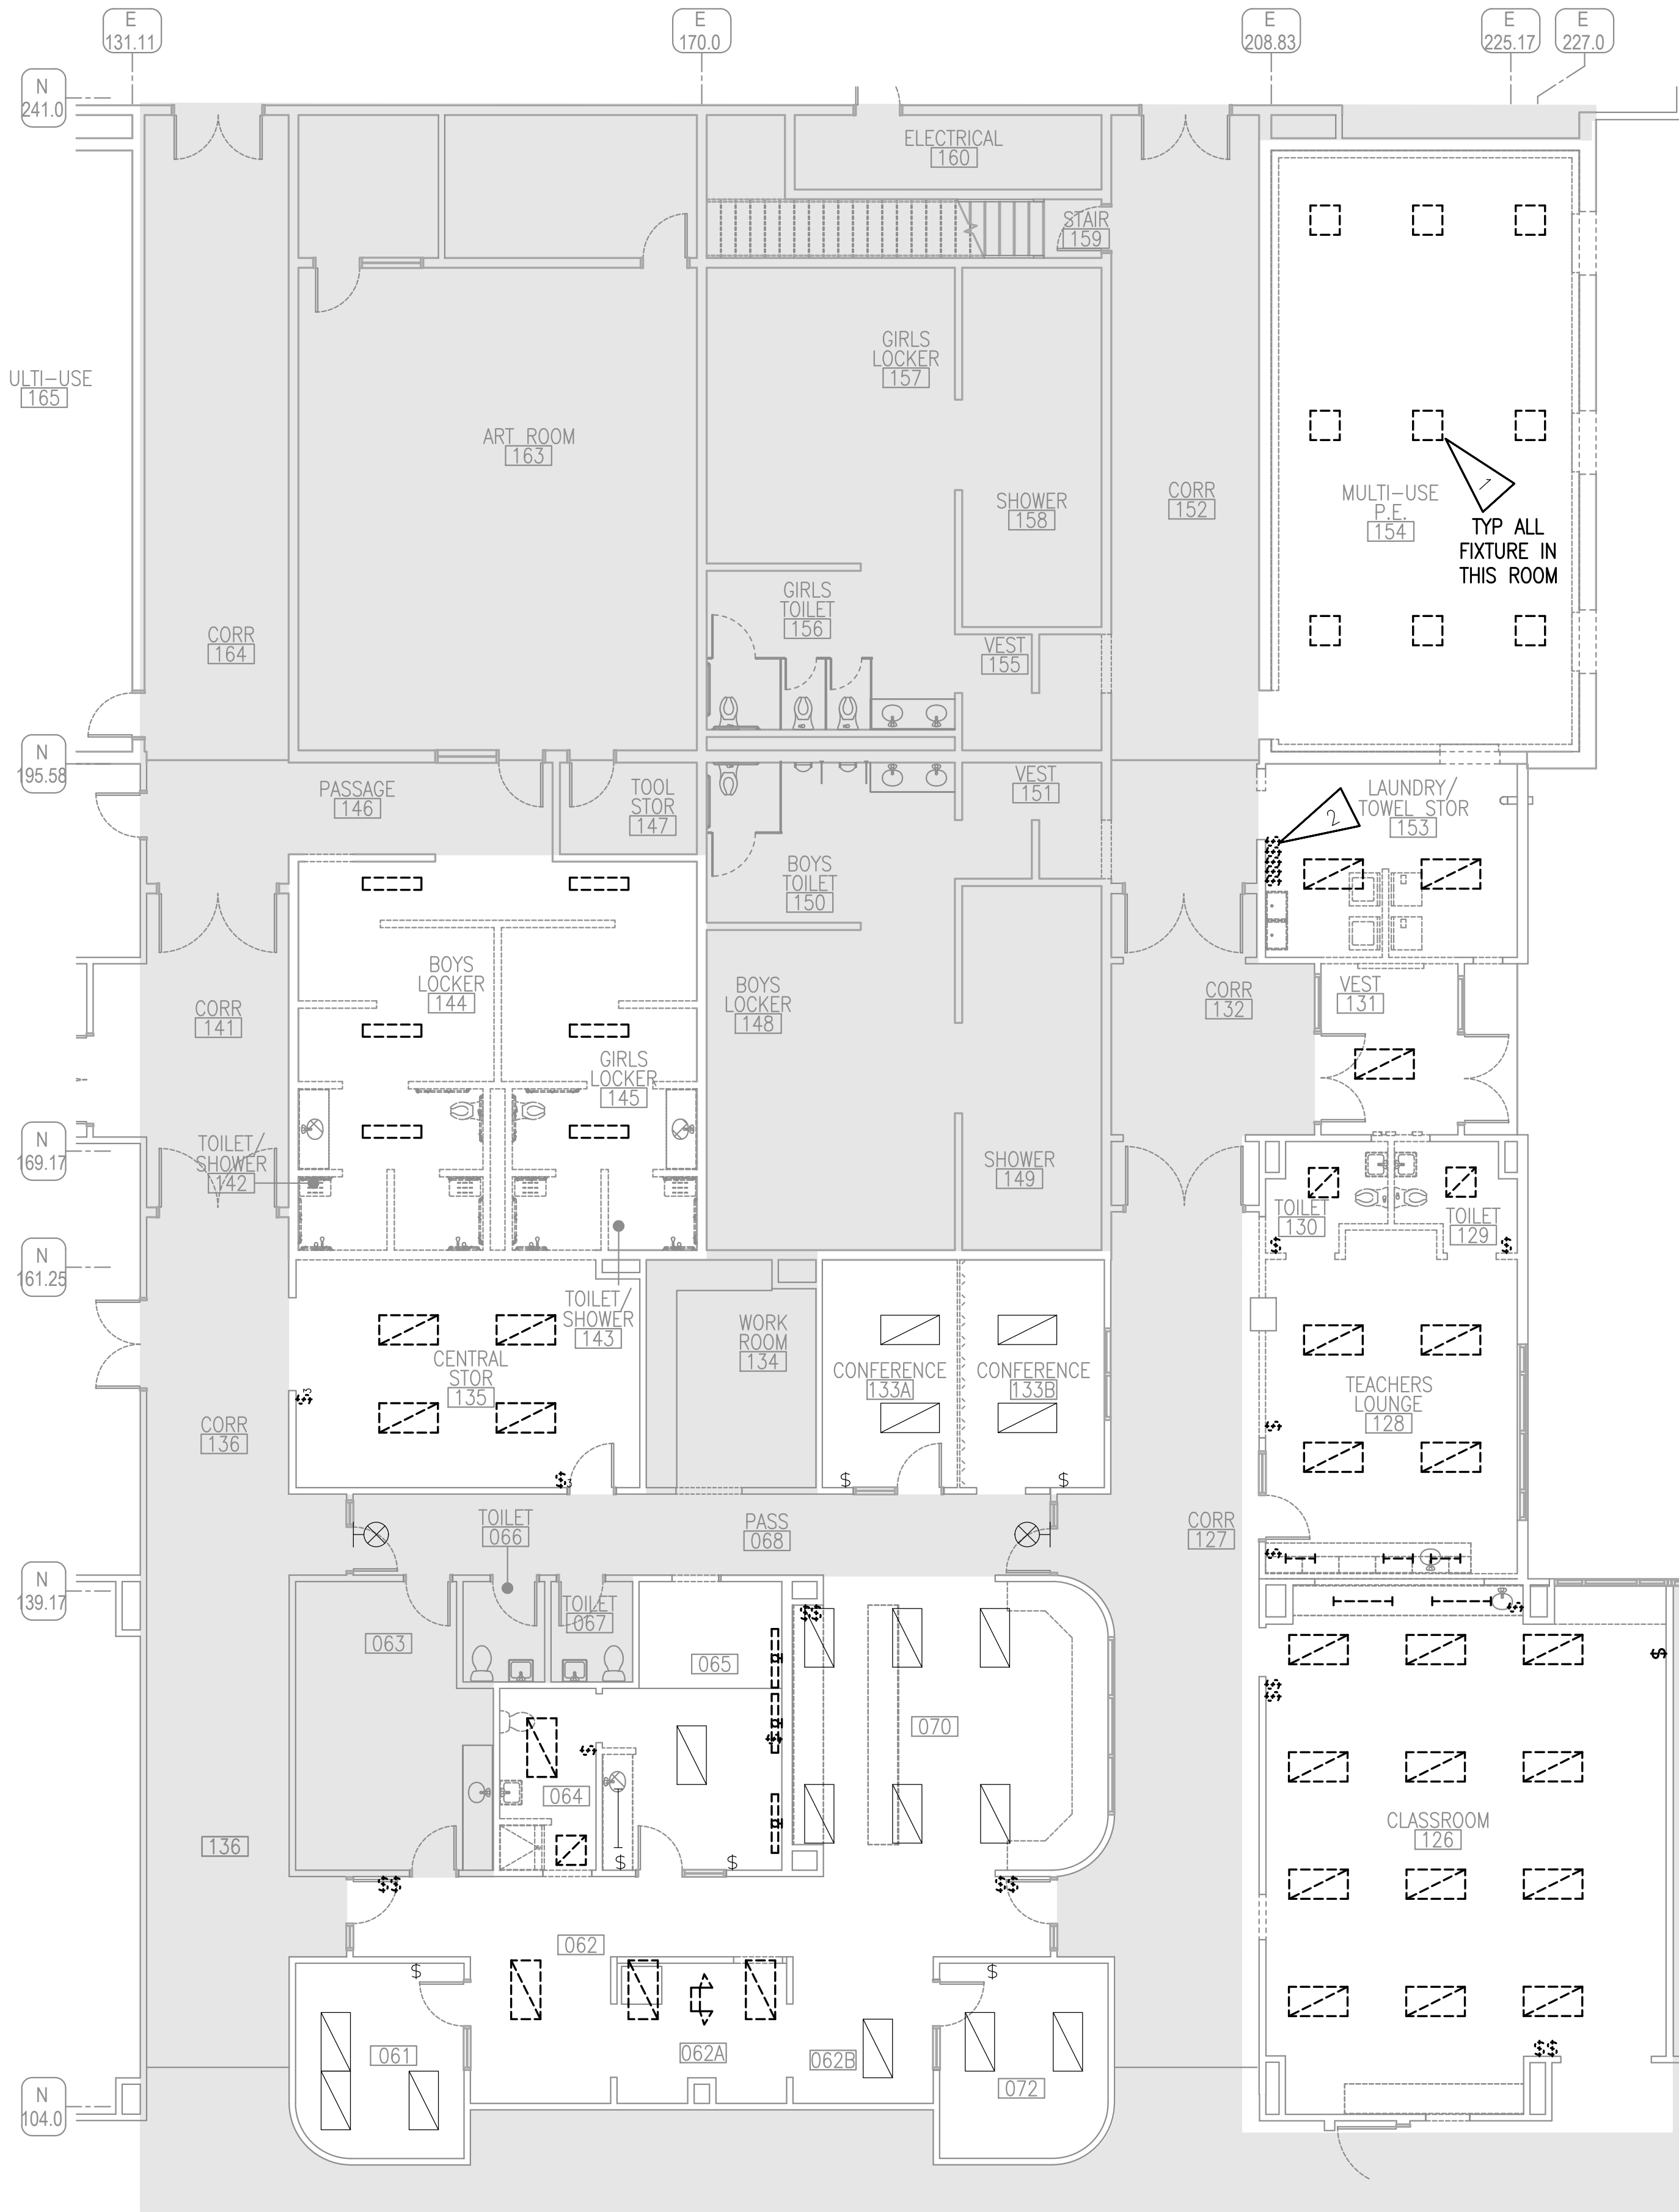 E
131.11
E
170.0
E
208.83
E
225.17
E
227.0
N
241.0
ELECTRICAL
160
STAIR
159
GIRLS
LOCKER
157
ULTI-USE
165
ART ROOM
163
SHOWER
158
CORR
152
MULTI-USE
P.E.
154
1
TYP ALL
FIXTURE IN
THIS ROOM
GIRLS
TOILET
156
CORR
164
VEST
155
N
195.58
PASSAGE
146
TOOL
STOR
147
VEST
151
LAUNDRY/
TOWEL STOR
153
2
BOYS
TOILET
150
BOYS
LOCKER
144
BOYS
LOCKER
148
CORR
141
CORR
132
VEST
131
GIRLS
LOCKER
145
N
169.17
TOILET/
SHOWER
142
SHOWER
149
TOILET
130
TOILET
129
$
$
N
161.25
TOILET/
SHOWER
143
WORK
ROOM
134
CENTRAL
STOR
135
CONFERENCE
133A
CONFERENCE
133B
TEACHERS
LOUNGE
128
$3
CORR
136
$
$3
$
$
TOILET
066
PASS
068
CORR
127
$
N
139.17
TOILET
067
063
065
$$
$
$
$$
070
$
$
064
CLASSROOM
126
136
$
$
$$
$$
062
$
$
061
062A
062B
072
$$
N
104.0